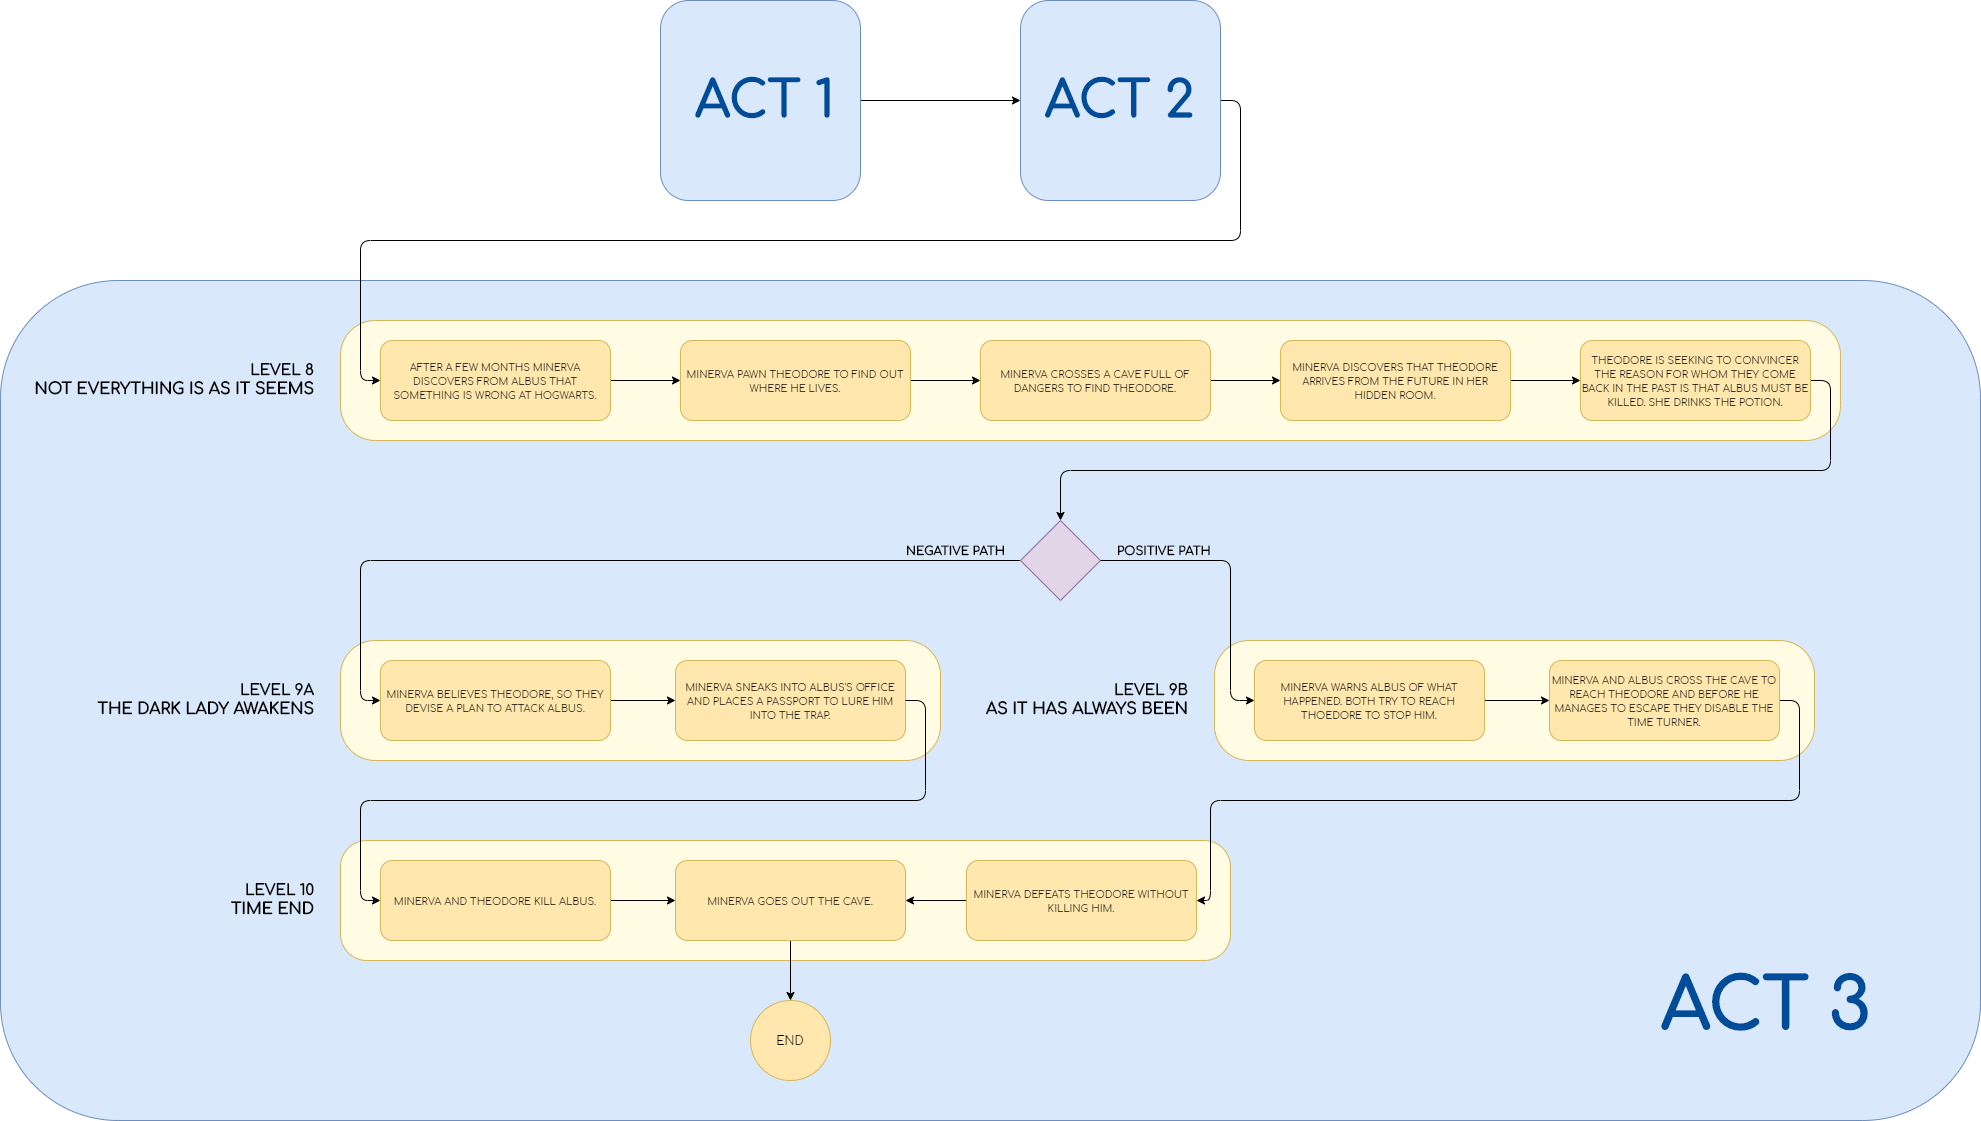 ACT 1
ACT 2
LEVEL 8
NOT EVERYTHING IS AS IT SEEMS
AFTER A FEW MONTHS MINERVA
DISCOVERS FROM ALBUS THAT
SOMETHING IS WRONG AT HOGWARTS.
MINERVA PAWN THEODORE TO FIND OUT
WHERE HE LIVES.
MINERVA CROSSES A CAVE FULL OF
DANGERS TO FIND THEODORE.
MINERVA DISCOVERS THAT THEODORE
ARRIVES FROM THE FUTURE IN HER
HIDDEN ROOM.
THEODORE IS SEEKING TO CONVINCER
THE REASON FOR WHOM THEY COME
BACK IN THE PAST IS THAT ALBUS MUST BE
KILLED. SHE DRINKS THE POTION.
NEGATIVE PATH
POSITIVE PATH
LEVEL 9A
THE DARK LADY AWAKENS
MINERVA BELIEVES THEODORE, SO THEY
DEVISE A PLAN TO ATTACK ALBUS.
MINERVA SNEAKS INTO ALBUS'S OFFICE
AND PLACES A PASSPORT TO LURE HIM
INTO THE TRAP.
LEVEL 9B
AS IT HAS ALWAYS BEEN
MINERVA WARNS ALBUS OF WHAT
HAPPENED. BOTH TRY TO REACH
THOEDORE TO STOP HIM.
MINERVA AND ALBUS CROSS THE CAVE TO
REACH THEODORE AND BEFORE HE
MANAGES TO ESCAPE THEY DISABLE THE
TIME TURNER.
LEVEL 10
TIME END
MINERVA AND THEODORE KILL ALBUS.
MINERVA GOES OUT THE CAVE.
MINERVA DEFEATS THEODORE WITHOUT
KILLING HIM.
END
ACT 3